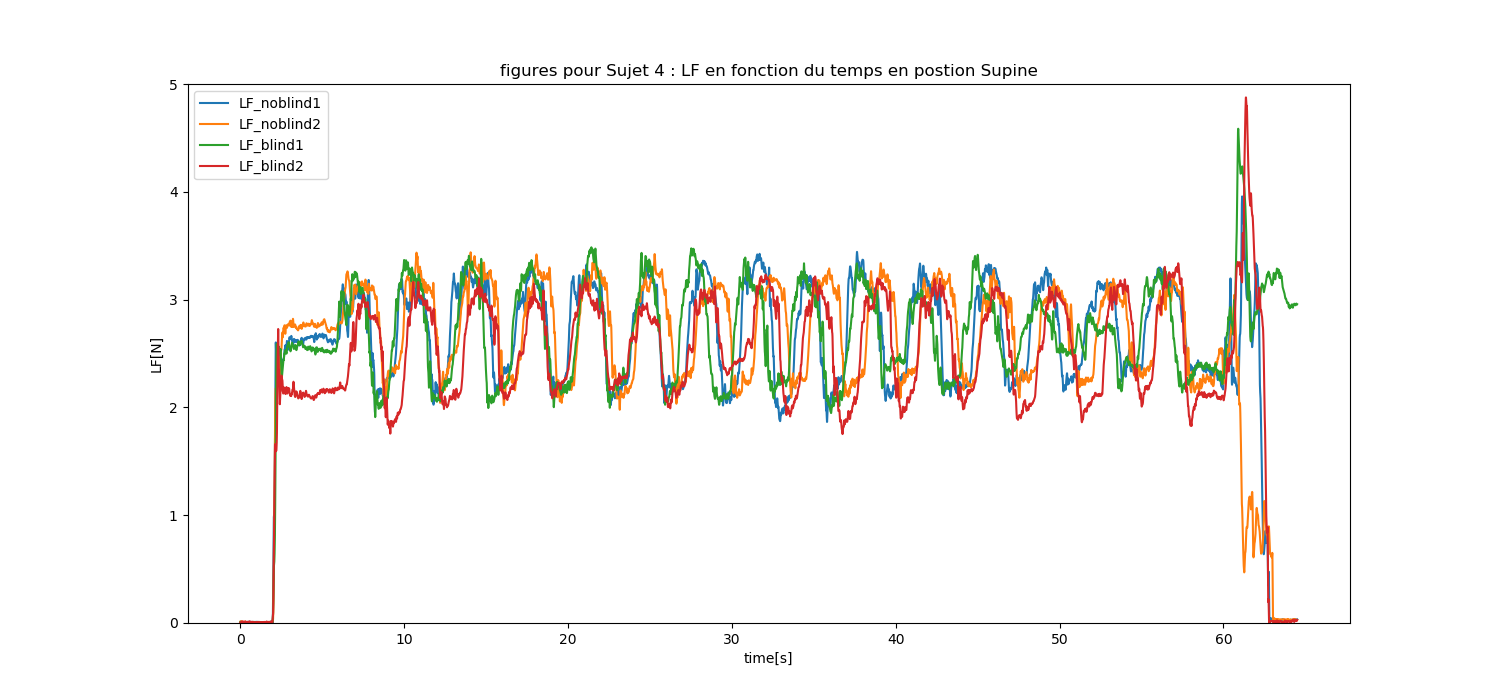 figures pour Sujet 4 : LF en fonction du temps en postion Supine
LF_noblind1
LF_noblind2
LF_blind1
LF_blind2
LF[N]
5
4
3
2
1
0
0 10 20 30 40 50 60
time[s]